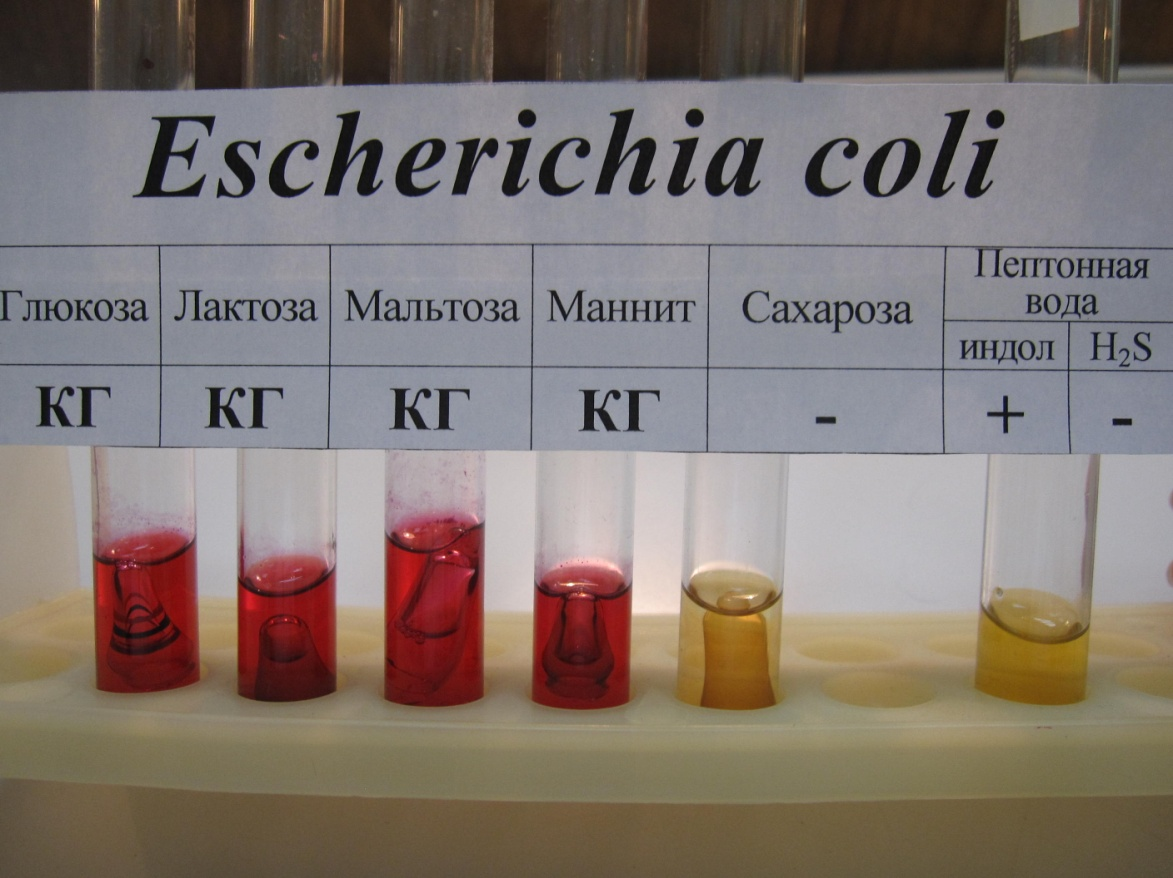 Escherichia coli
Глюкоза Лактоза Мальтоза Маннит Сахароза Пептонная вода
индол H₂S
КГ КГ КГ КГ - + -